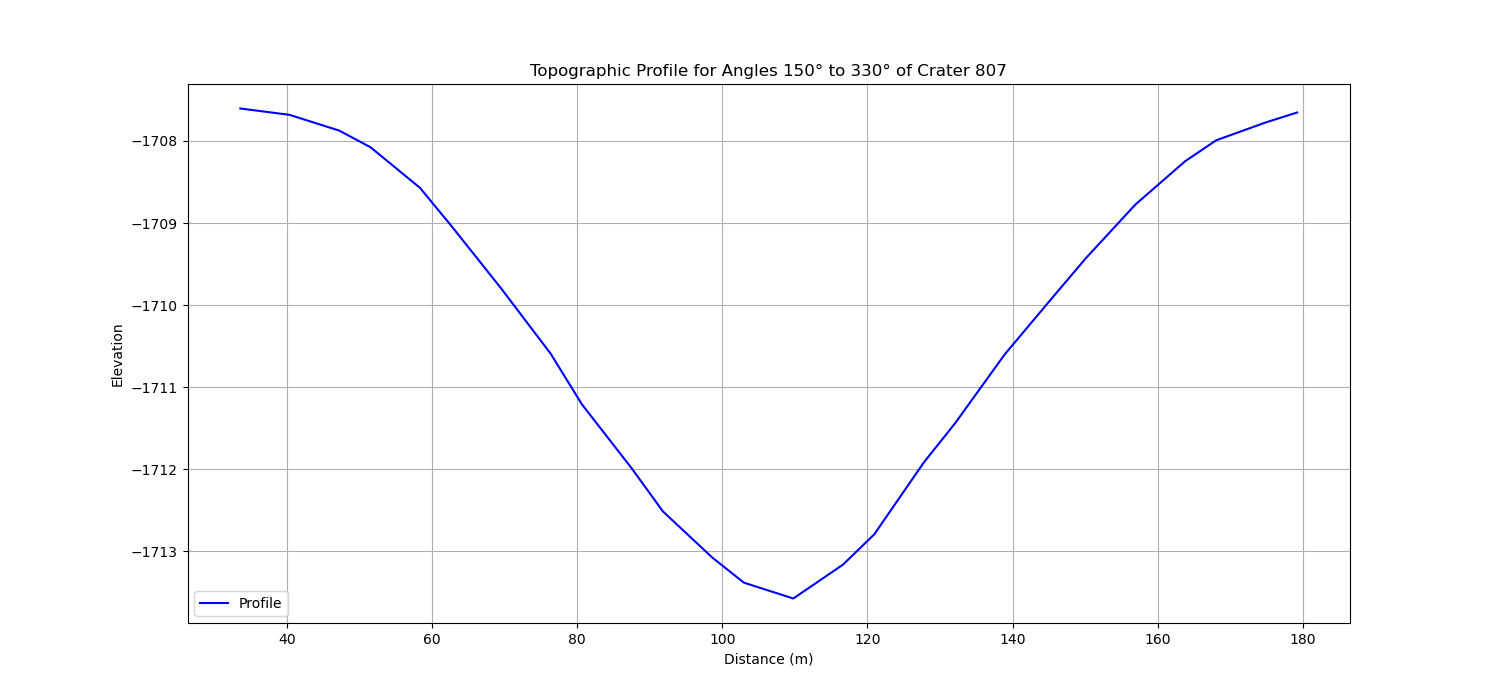 Topographic Profile for Angles 150° to 330° of Crater 807
−1708
−1709
−1710
−1711
−1712
−1713
Elevation
Profile
40 60 80 100 120 140 160 180
Distance (m)